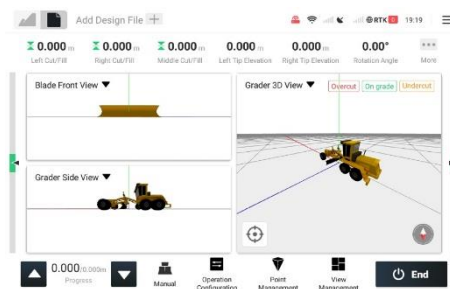 Add Design File +
RTK 19:19
0.000 m 0.000 m 0.000 m 0.000 m 0.000 m 0.00°
Left Cut/Fill Right Cut/Fill Middle Cut/Fill Left Tip Elevation Right Tip Elevation Rotation Angle More
Blade Front View ▼
Grader 3D View ▼ Overcut On grade Undercut
Grader Side View ▼
0.000/0.000m
Progress
Manual
Operation Configuration
Point Management
View Management
End